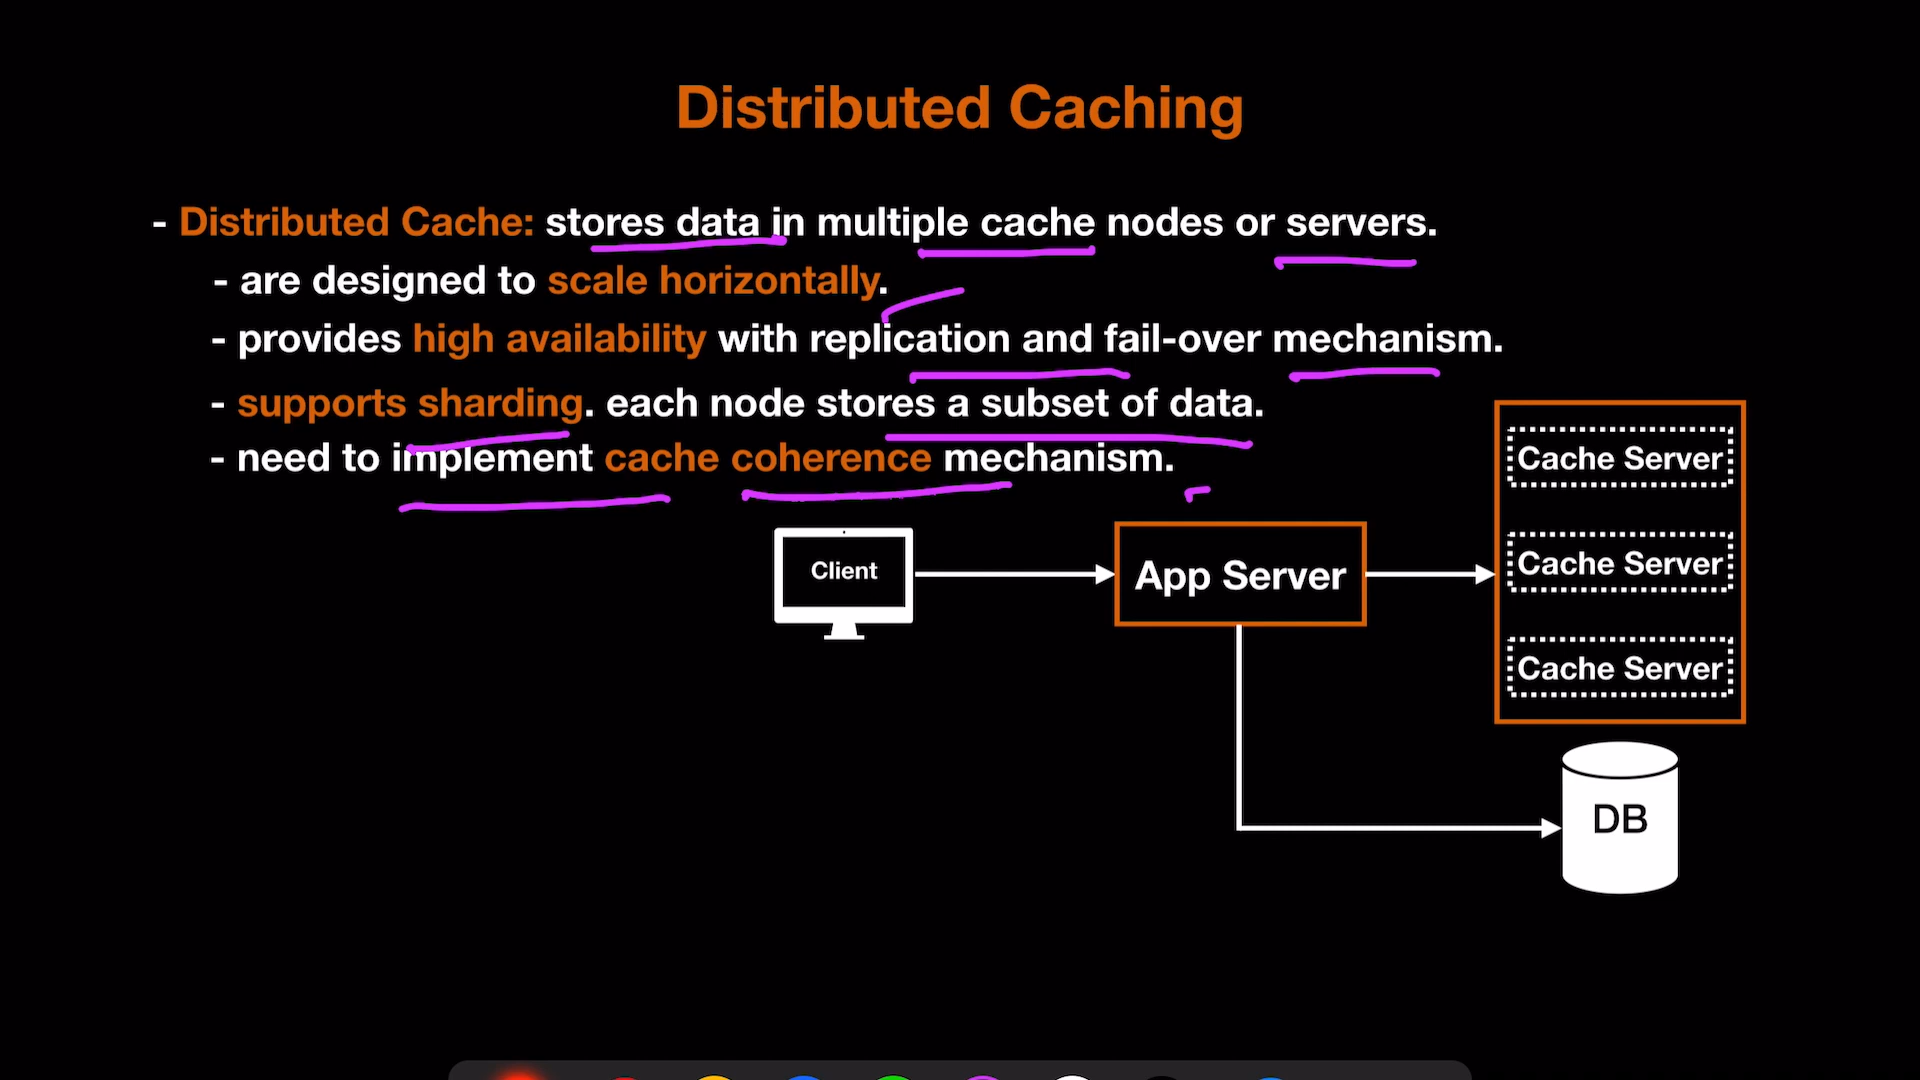 Distributed Caching
- Distributed Cache: stores data in multiple cache nodes or servers.
- are designed to scale horizontally.
- provides high availability with replication and fail-over mechanism.
- supports sharding. each node stores a subset of data.
- need to implement cache coherence mechanism.
Client
App Server
Cache Server
Cache Server
Cache Server
DB